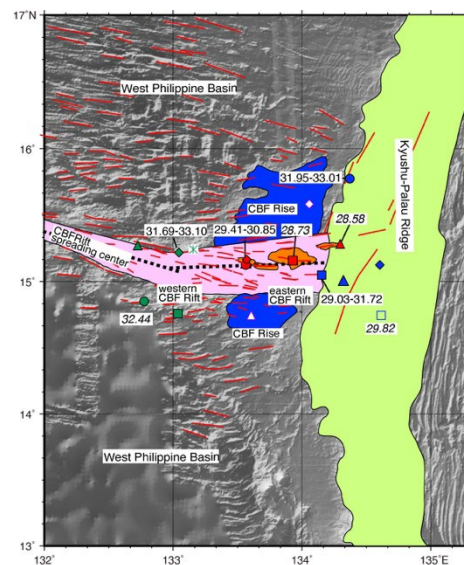 17°N
West Philippine Basin
16°
31.95-33.01
CBF Rise
Kyushu-Palau Ridge
31.69-33.10
29.41-30.85
28.73
28.58
CBF Rift
spreading center
15°
western
CBF Rift
eastern
CBF Rift
29.03-31.72
32.44
CBF Rise
29.82
14°
West Philippine Basin
13°
132°
133°
134°
135°E